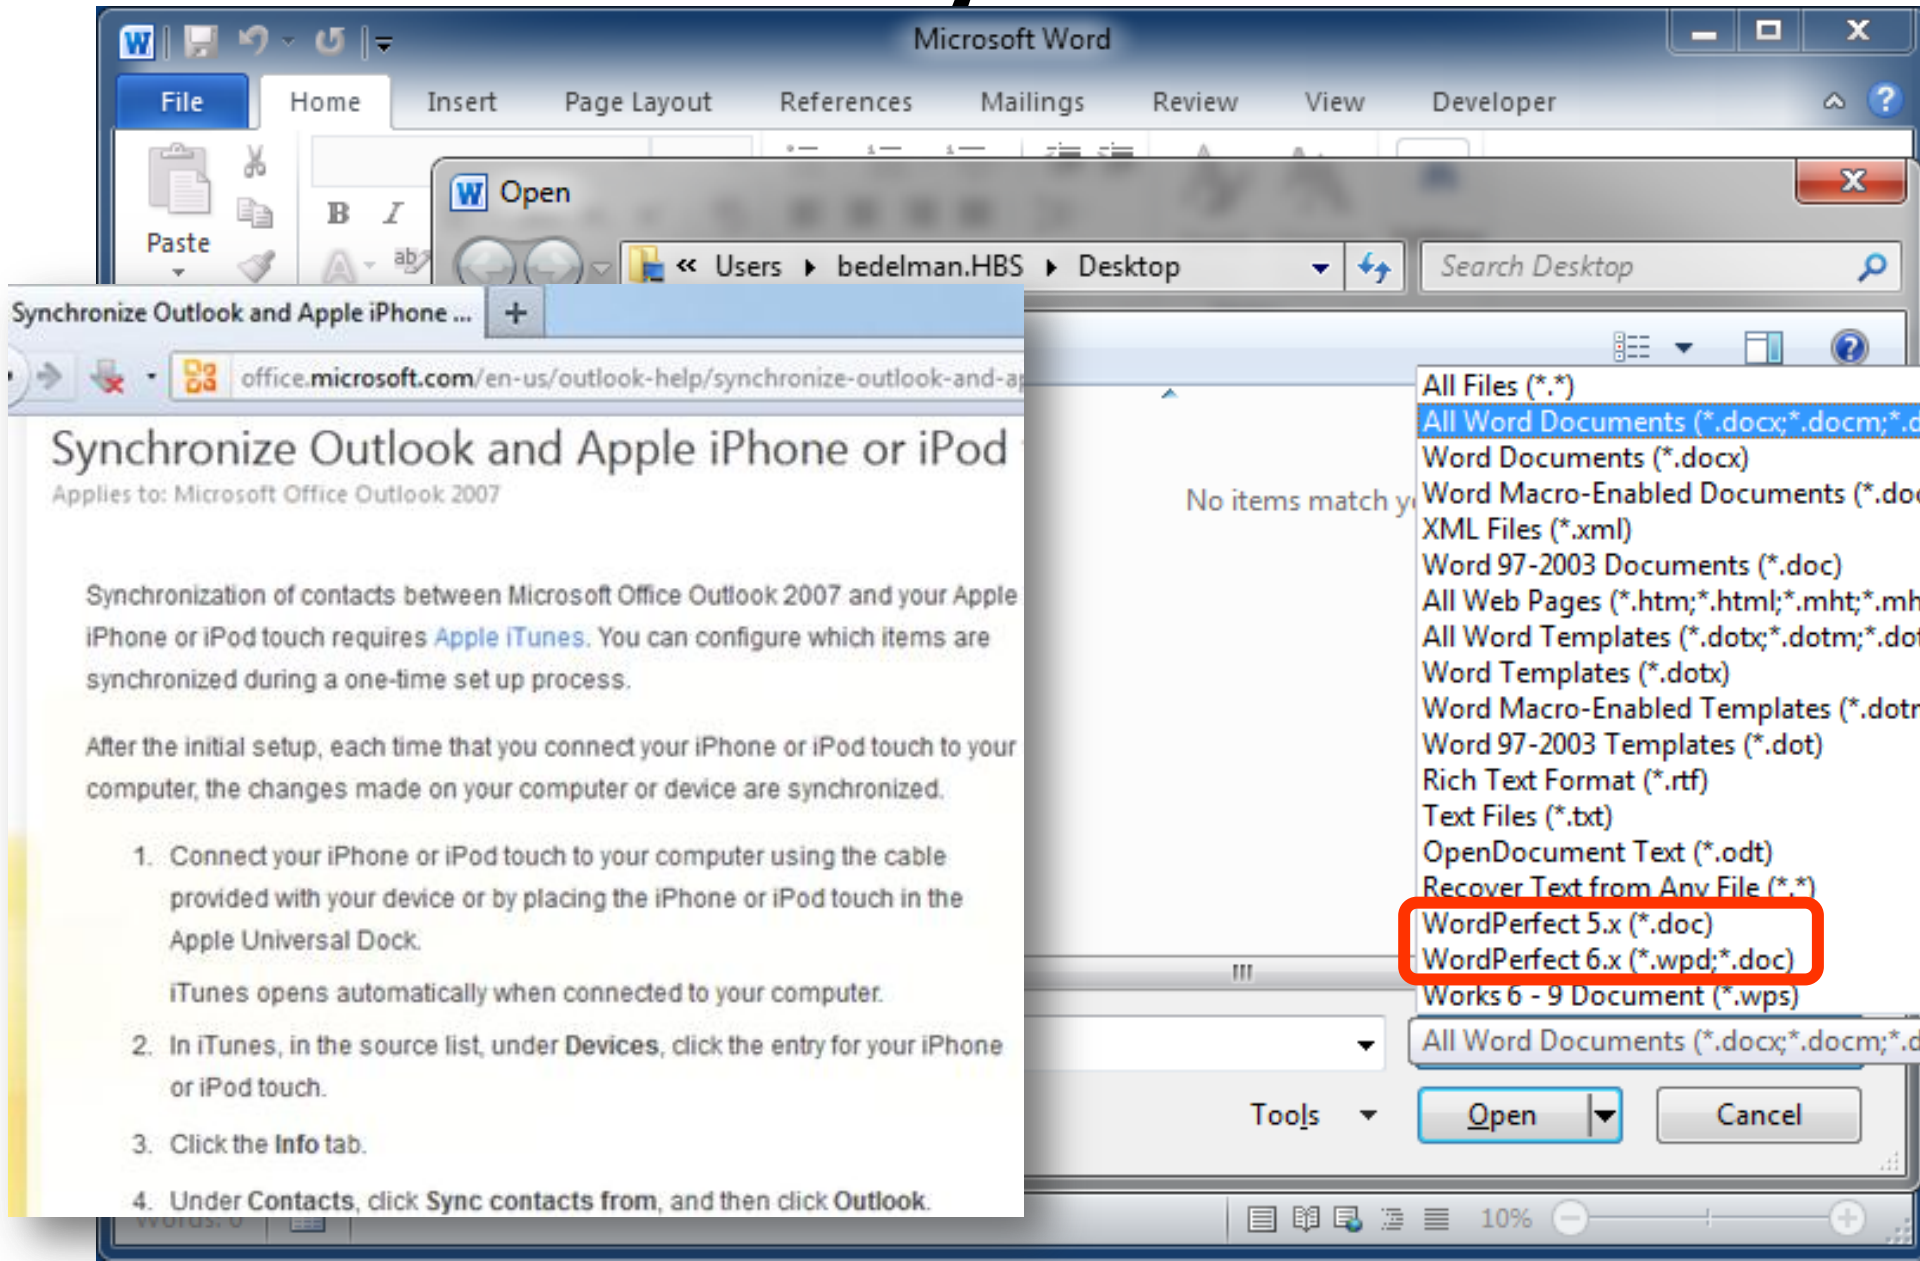 Microsoft Word
File Home Insert Page Layout References Mailings Review View Developer
Paste
B I
ab
Open
« Users bedelman.HBS Desktop
Search Desktop
Synchronize Outlook and Apple iPhone ...
office.microsoft.com/en-us/outlook-help/synchronize-outlook-and-ap
Synchronize Outlook and Apple iPhone or iPod
Applies to: Microsoft Office Outlook 2007
Synchronization of contacts between Microsoft Office Outlook 2007 and your Apple
iPhone or iPod touch requires Apple iTunes. You can configure which items are
synchronized during a one-time set up process.
After the initial setup, each time that you connect your iPhone or iPod touch to your
computer, the changes made on your computer or device are synchronized.
1. Connect your iPhone or iPod touch to your computer using the cable
provided with your device or by placing the iPhone or iPod touch in the
Apple Universal Dock.
iTunes opens automatically when connected to your computer.
2. In iTunes, in the source list, under Devices, click the entry for your iPhone
or iPod touch.
3. Click the Info tab.
4. Under Contacts, click Sync contacts from, and then click Outlook.
No items match
All Files (*.*)
All Word Documents (*.docx;*.docm;*.d
Word Documents (*.docx)
Word Macro-Enabled Documents (*.doc
XML Files (*.xml)
Word 97-2003 Documents (*.doc)
All Web Pages (*.htm;*.html;*.mht;*.mh
All Word Templates (*.dotx;*.dotm;*.dot
Word Templates (*.dotx)
Word Macro-Enabled Templates (*.dotm
Word 97-2003 Templates (*.dot)
Rich Text Format (*.rtf)
Text Files (*.txt)
OpenDocument Text (*.odt)
Recover Text from Any File (*.*)
WordPerfect 5.x (*.doc)
WordPerfect 6.x (*.wpd;*.doc)
Works 6 - 9 Document (*.wps)
All Word Documents (*.docx;*.docm;*.d
Tools Open Cancel
Words: 0
10%